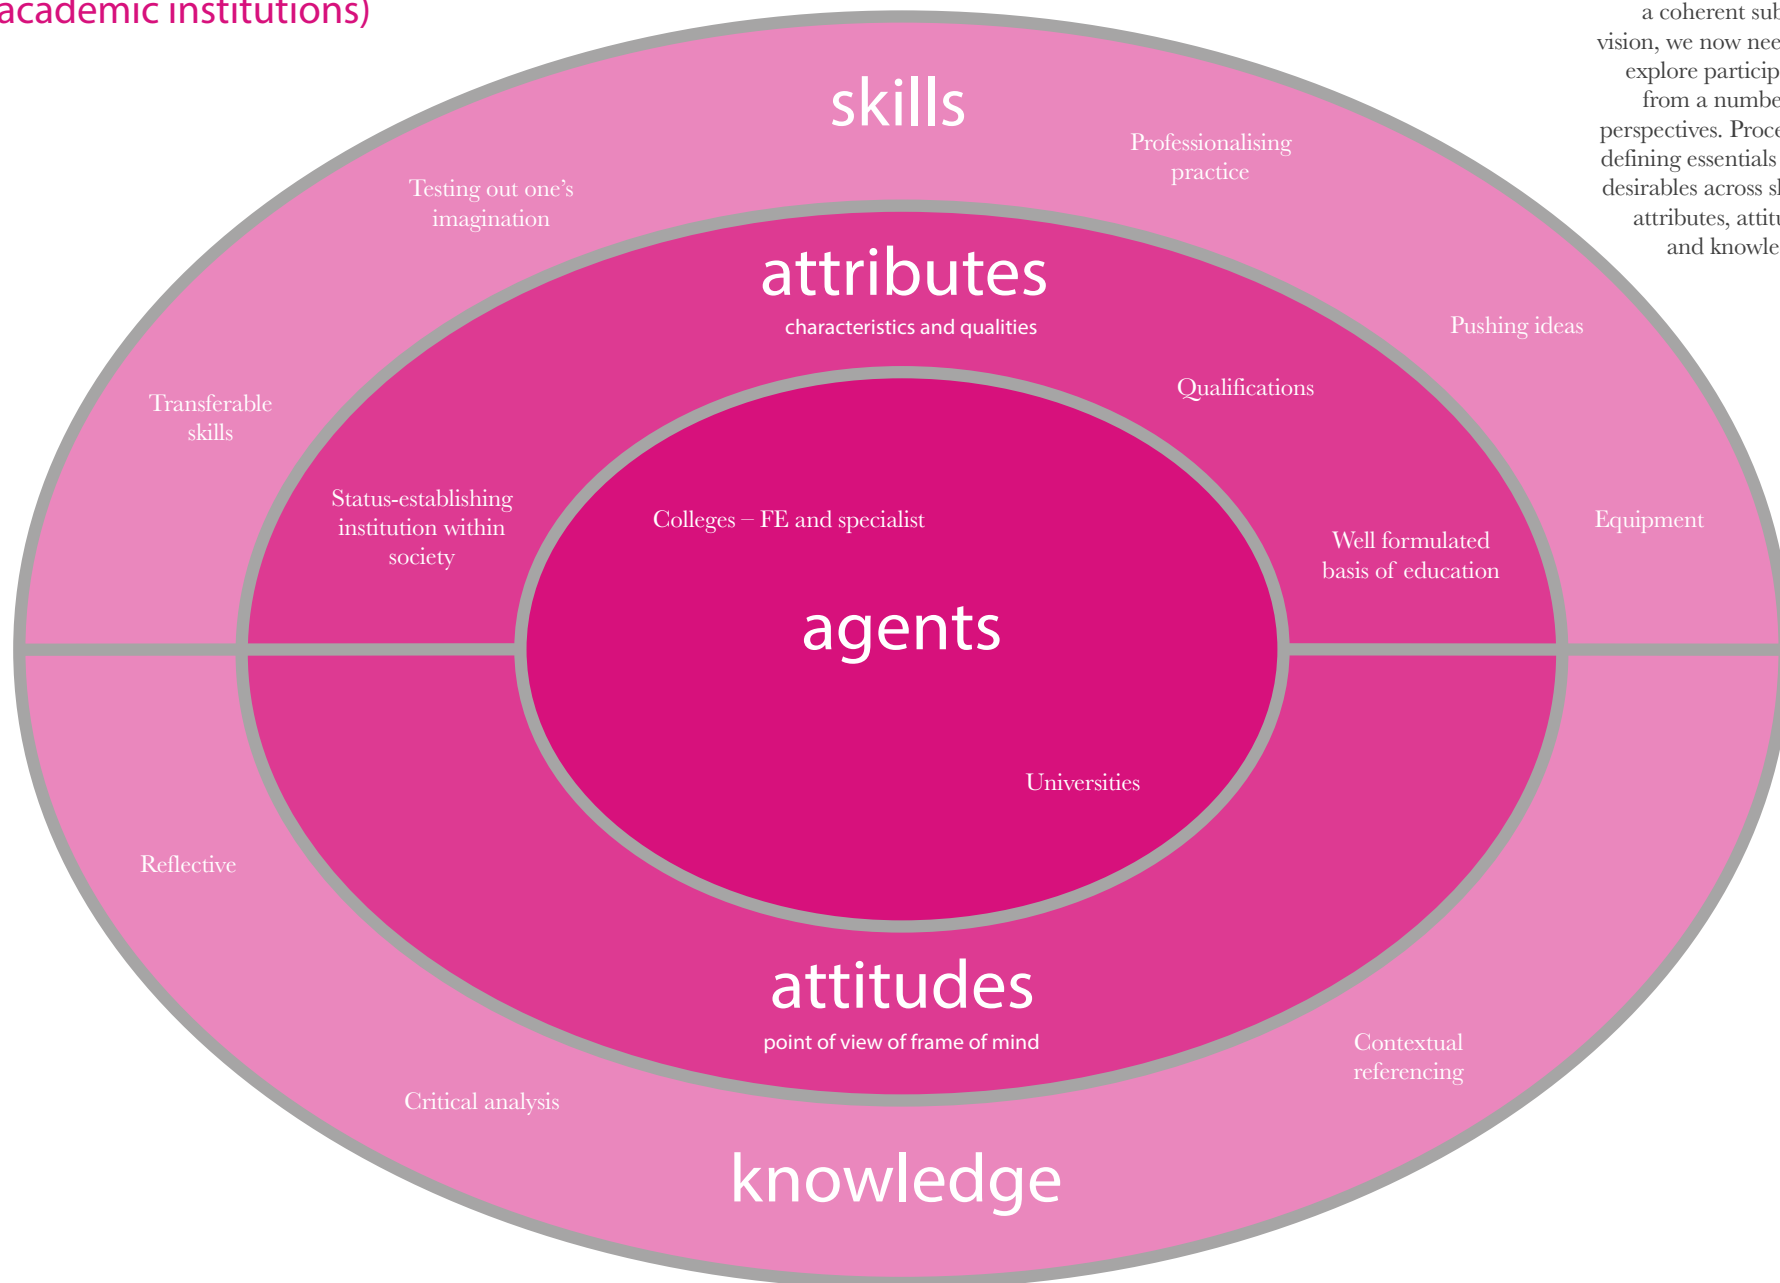 academic institutions)
a coherent sub
vision, we now nee
explore particip
from a numbe
perspectives. Proce
defining essentials
desirables across sk
attributes, attitu
and knowle
skills
Testing out one’s
imagination
Professionalising
practice
Pushing ideas
Transferable
skills
Equipment
attributes
characteristics and qualities
Qualifications
Status-establishing
institution within
society
Well formulated
basis of education
Colleges – FE and specialist
agents
Universities
attitudes
point of view of frame of mind
Reflective
Critical analysis
Contextual
referencing
knowledge